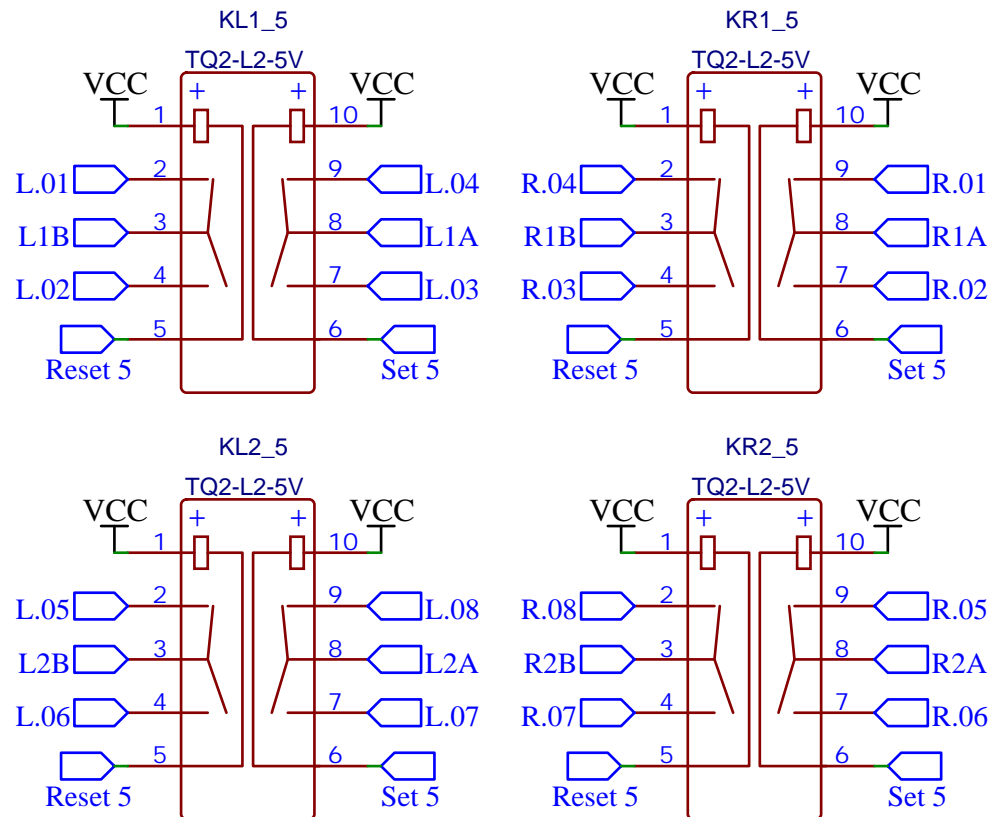 KL1_5
TQ2-L2-5V
VCC
VCC
+
+
1
10
L.01
2
9
L.04
L1B
3
8
L1A
L.02
4
7
L.03
5
6
Reset 5
Set 5
KR1_5
TQ2-L2-5V
VCC
VCC
+
+
1
10
R.04
2
9
R.01
R1B
3
8
R1A
R.03
4
7
R.02
5
6
Reset 5
Set 5
KL2_5
TQ2-L2-5V
VCC
VCC
+
+
1
10
L.05
2
9
L.08
L2B
3
8
L2A
L.06
4
7
L.07
5
6
Reset 5
Set 5
KR2_5
TQ2-L2-5V
VCC
VCC
+
+
1
10
R.08
2
9
R.05
R2B
3
8
R2A
R.07
4
7
R.06
5
6
Reset 5
Set 5